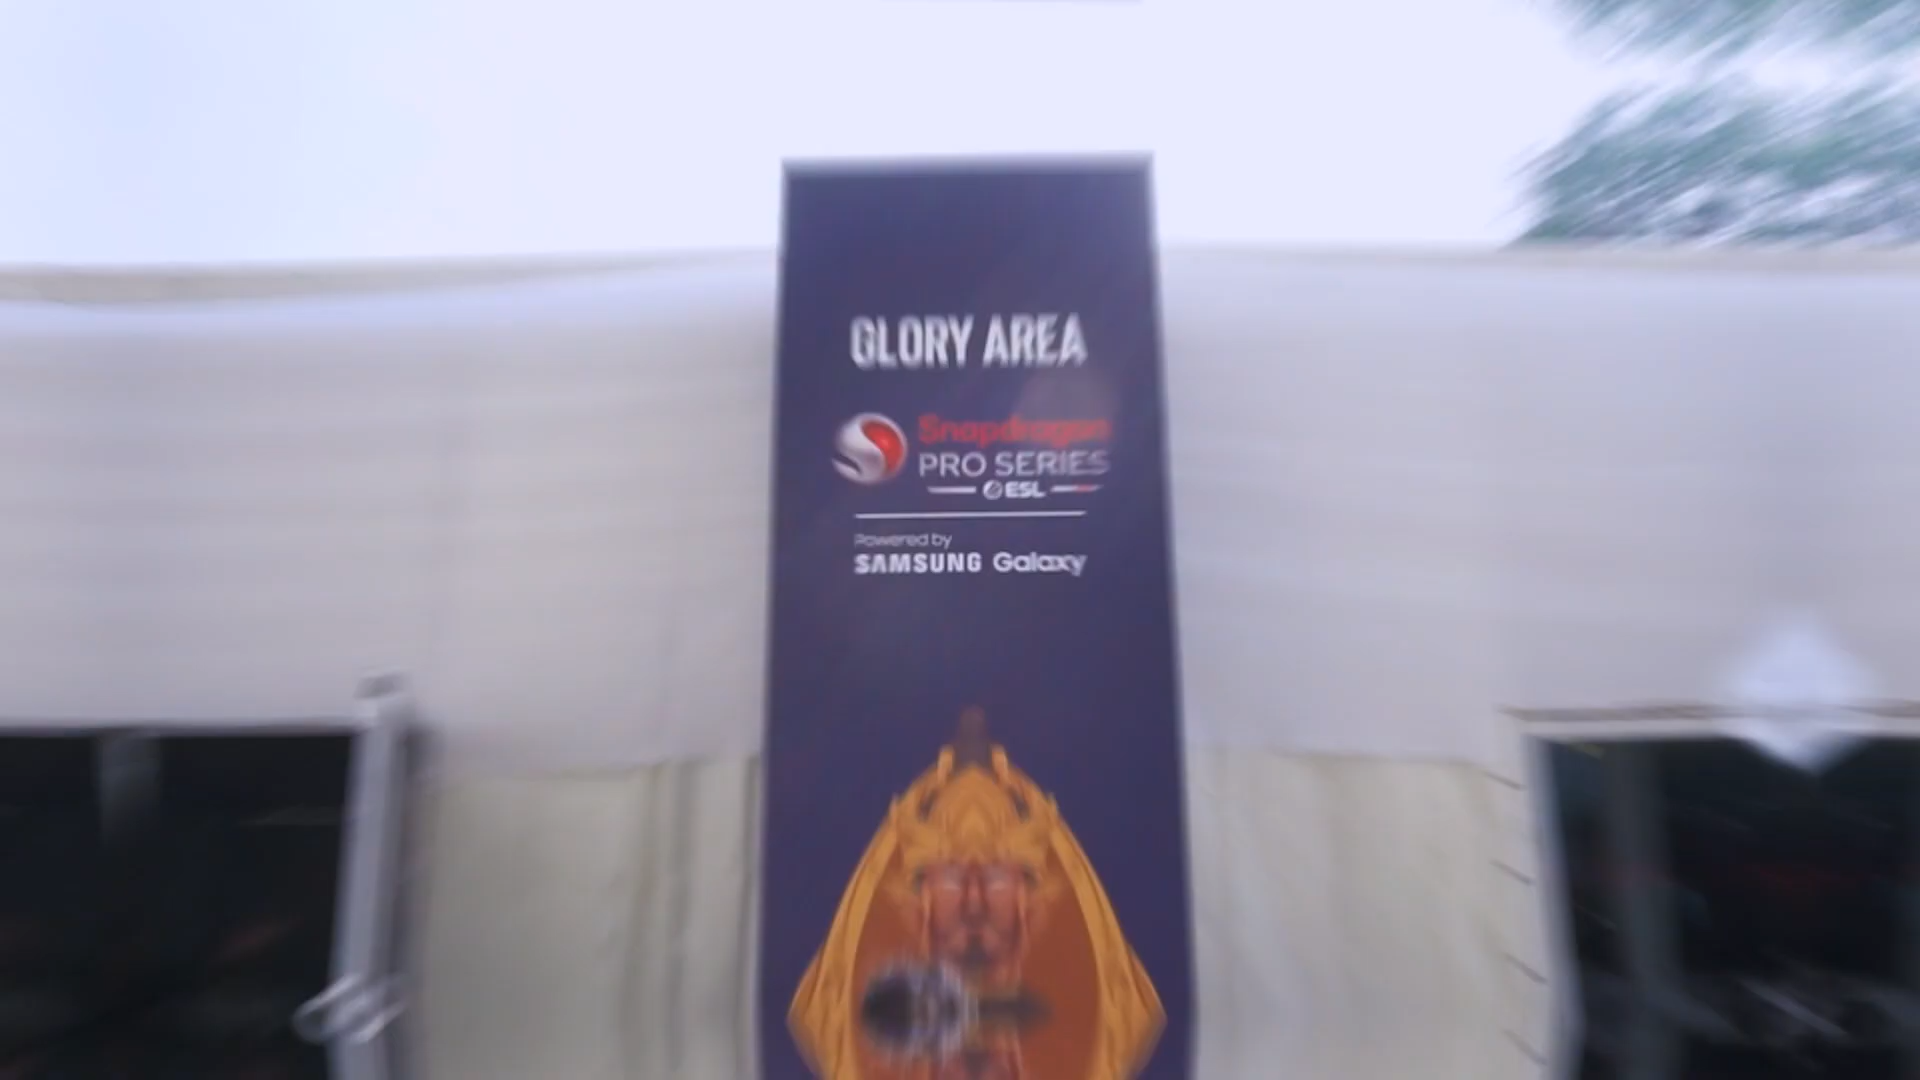 GLORY AREA
Snapdragon
PRO SERIES
ESL
Powered by
SAMSUNG Galaxy